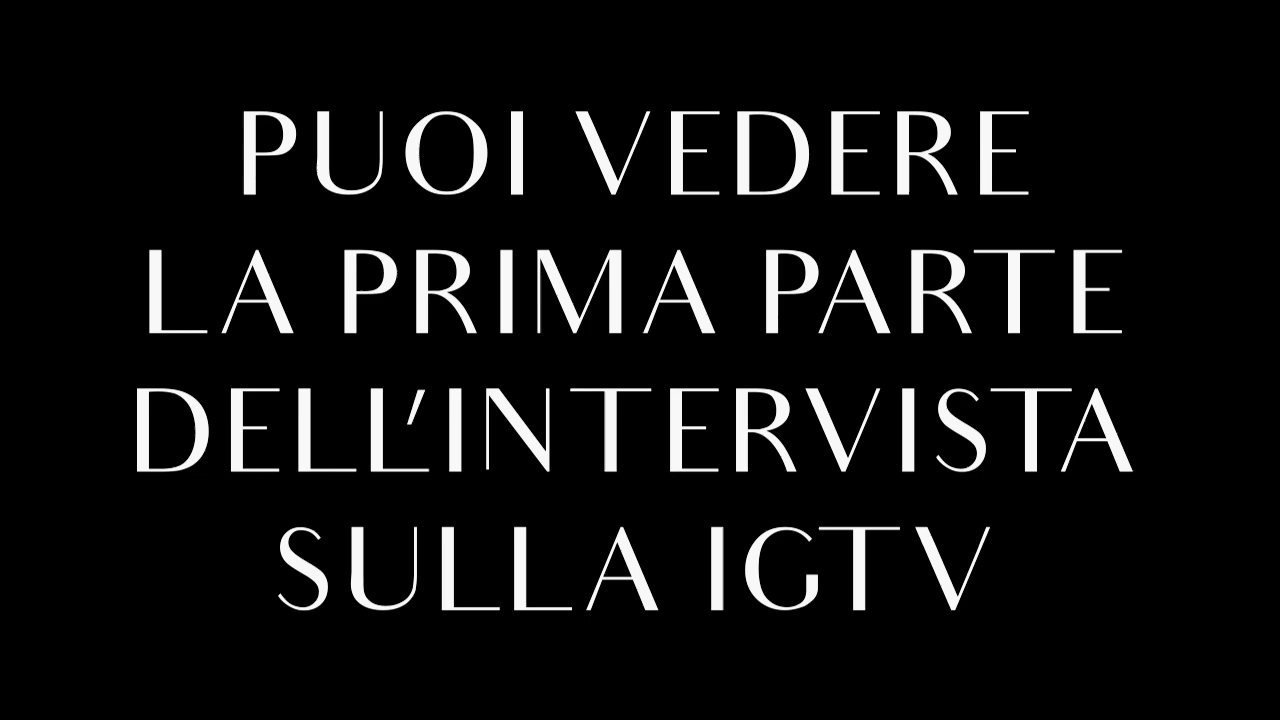 PUOI VEDERE
LA PRIMA PARTE
DELL'INTERVISTA
SULLA IGTV